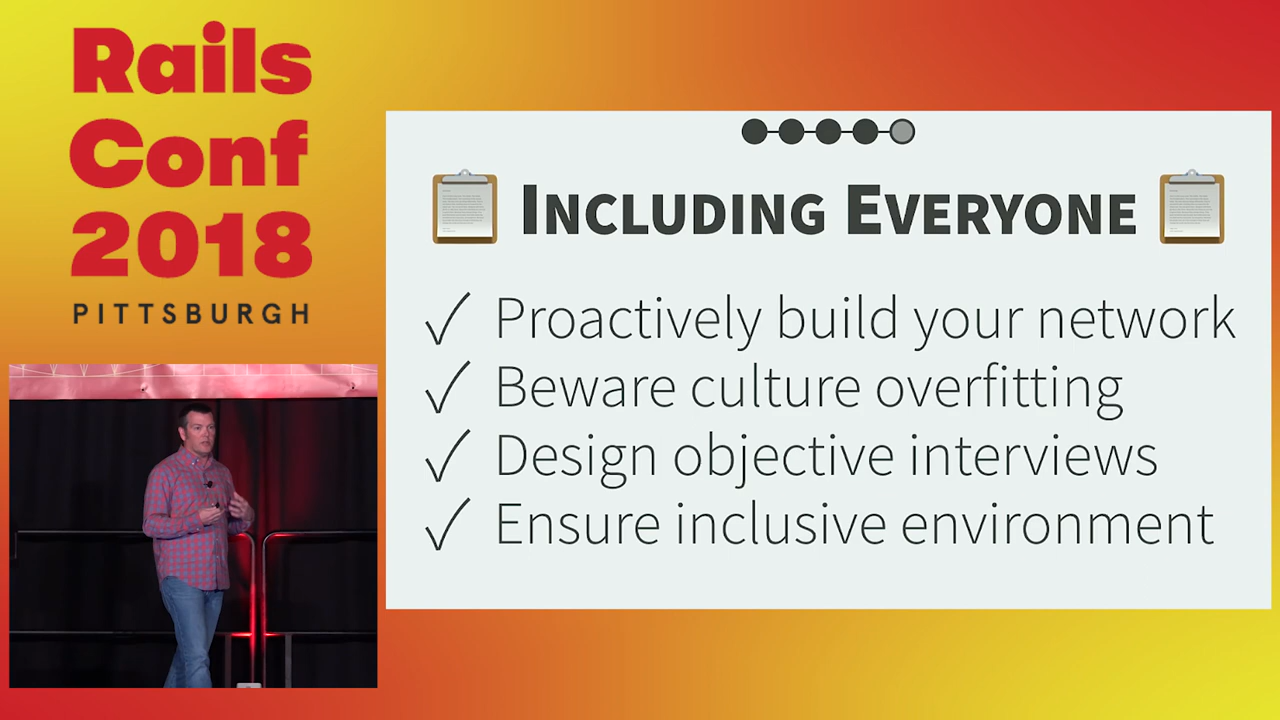 Rails
Conf
2018
PITTSBURGH
INCLUDING EVERYONE
✓ Proactively build your network
✓ Beware culture overfitting
✓ Design objective interviews
✓ Ensure inclusive environment